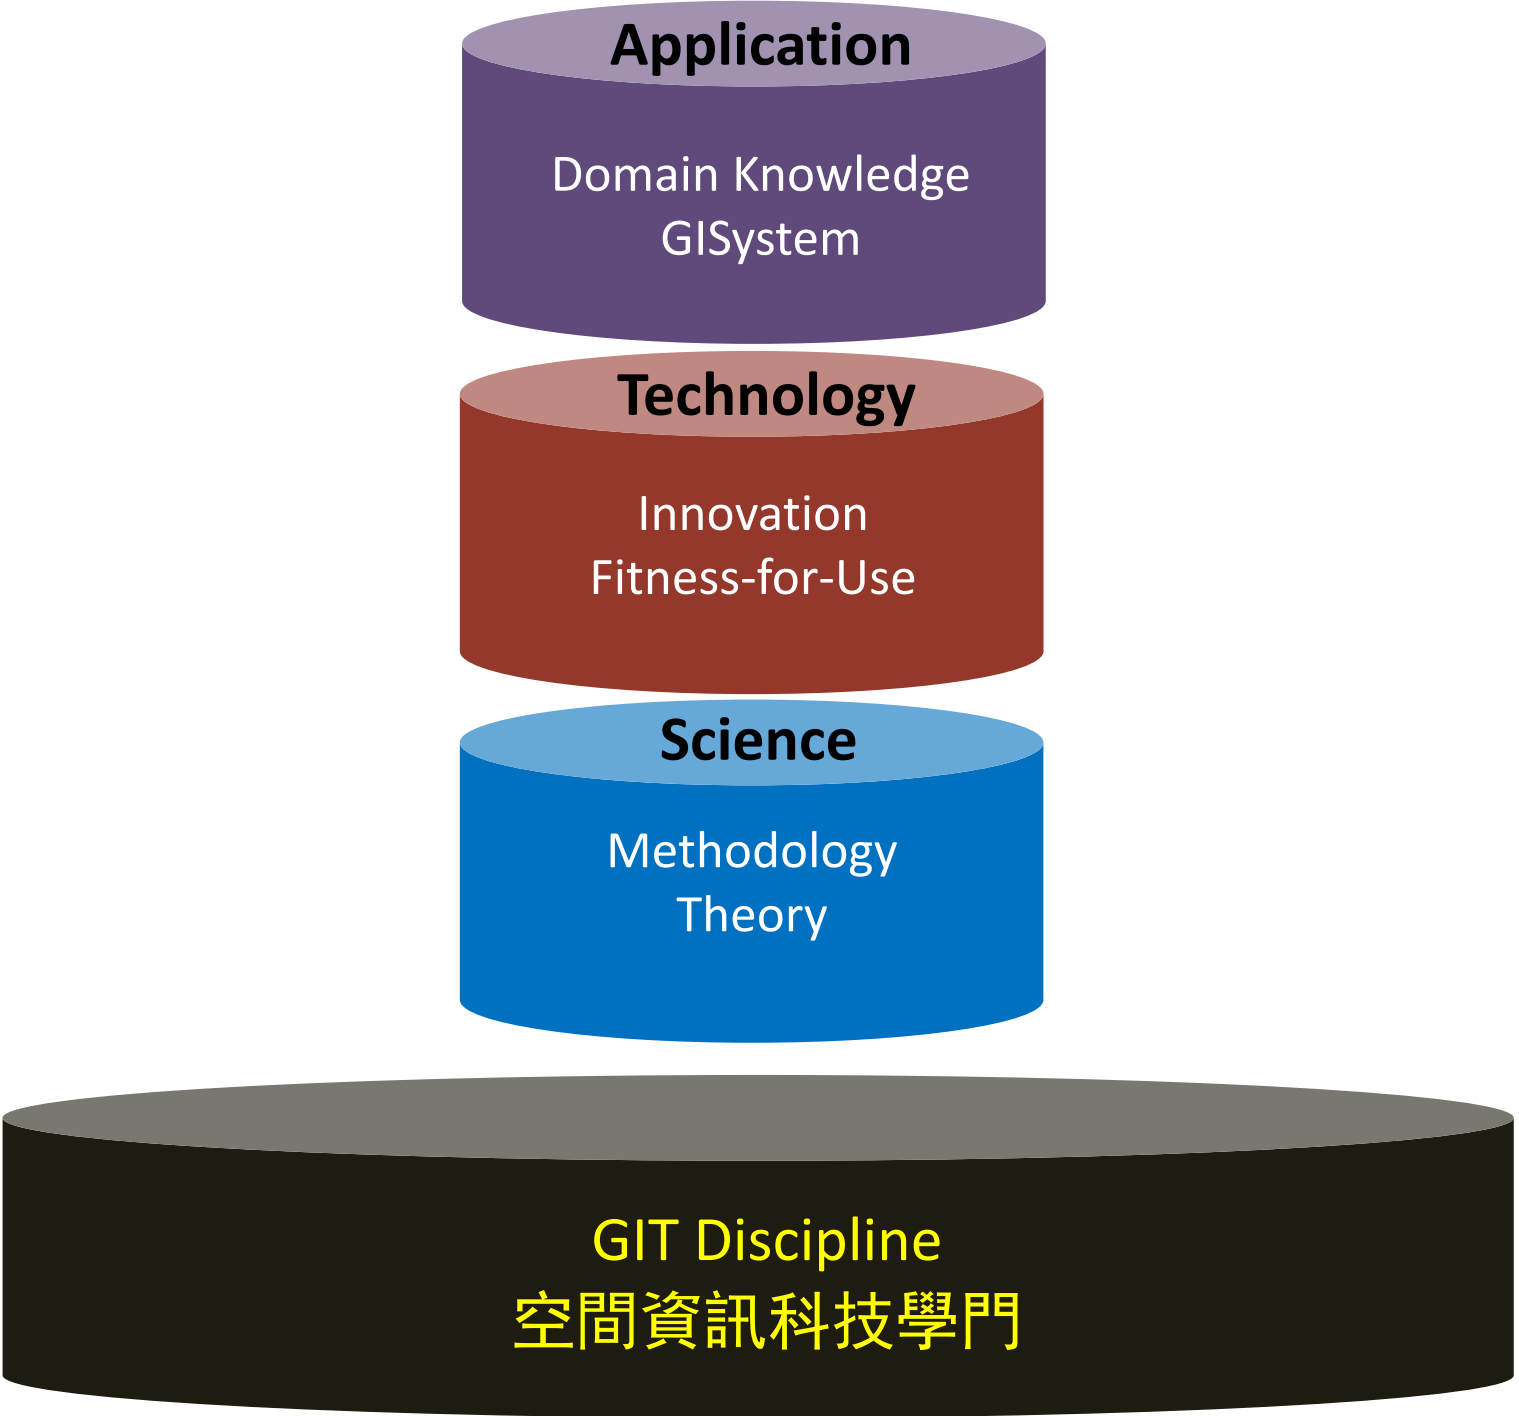 Application
Domain Knowledge
GISystem
Technology
Innovation
Fitness-for-Use
Science
Methodology
Theory
GIT Discipline
空間資訊科技學門